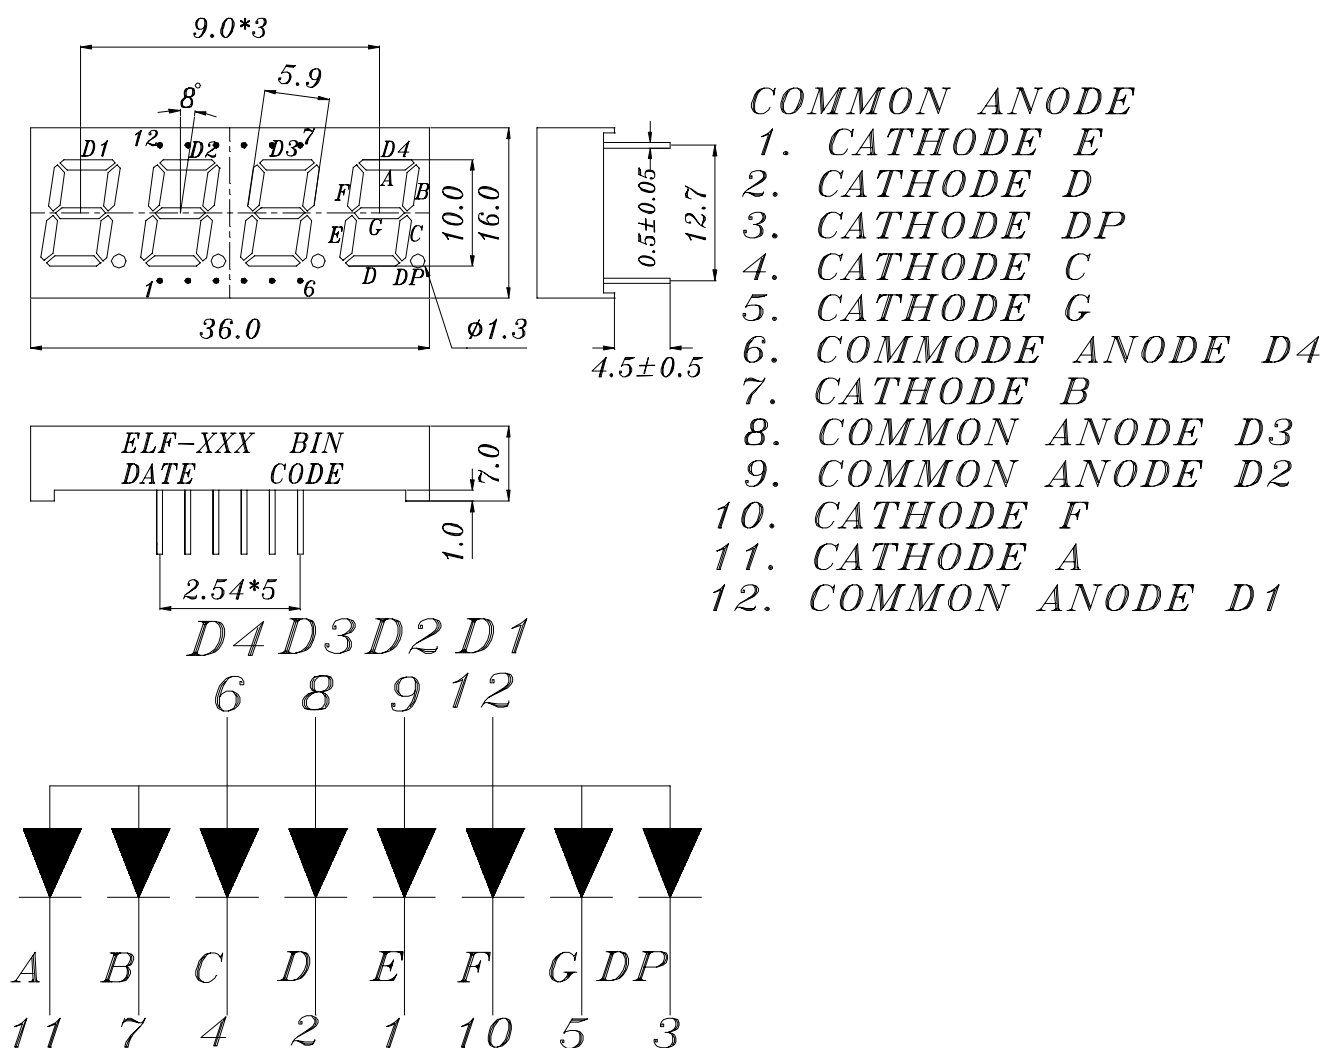 9.0*3
5.9
8°
12
7
D1
D2
D3
D4
A
F
B
G
E
C
D
DP
1
6
10.0
16.0
36.0
ø1.3
0.5±0.05
12.7
4.5±0.5
COMMON ANODE
1. CATHODE E
2. CATHODE D
3. CATHODE DP
4. CATHODE C
5. CATHODE G
6. COMMODE ANODE D4
7. CATHODE B
8. COMMON ANODE D3
9. COMMON ANODE D2
10. CATHODE F
11. CATHODE A
12. COMMON ANODE D1
ELF-XXX BIN
DATE CODE
7.0
1.0
2.54*5
D4 D3 D2 D1
6 8 9 12
A B C D E F G DP
11 7 4 2 1 10 5 3